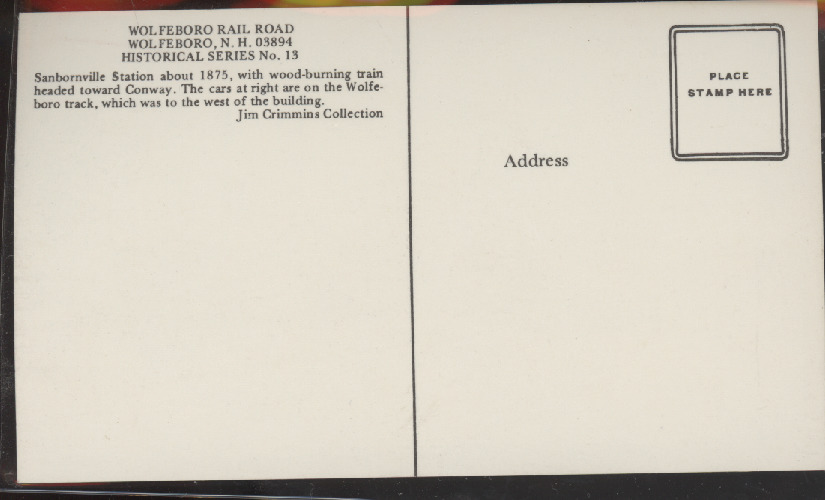 WOLFEBORO RAIL ROAD
WOLFEBORO, N. H. 03894
HISTORICAL SERIES No. 13
Sanbornville Station about 1875, with wood-burning train
headed toward Conway. The cars at right are on the Wolfe-
boro track, which was to the west of the building.
Jim Crimmins Collection
PLACE
STAMP HERE
Address